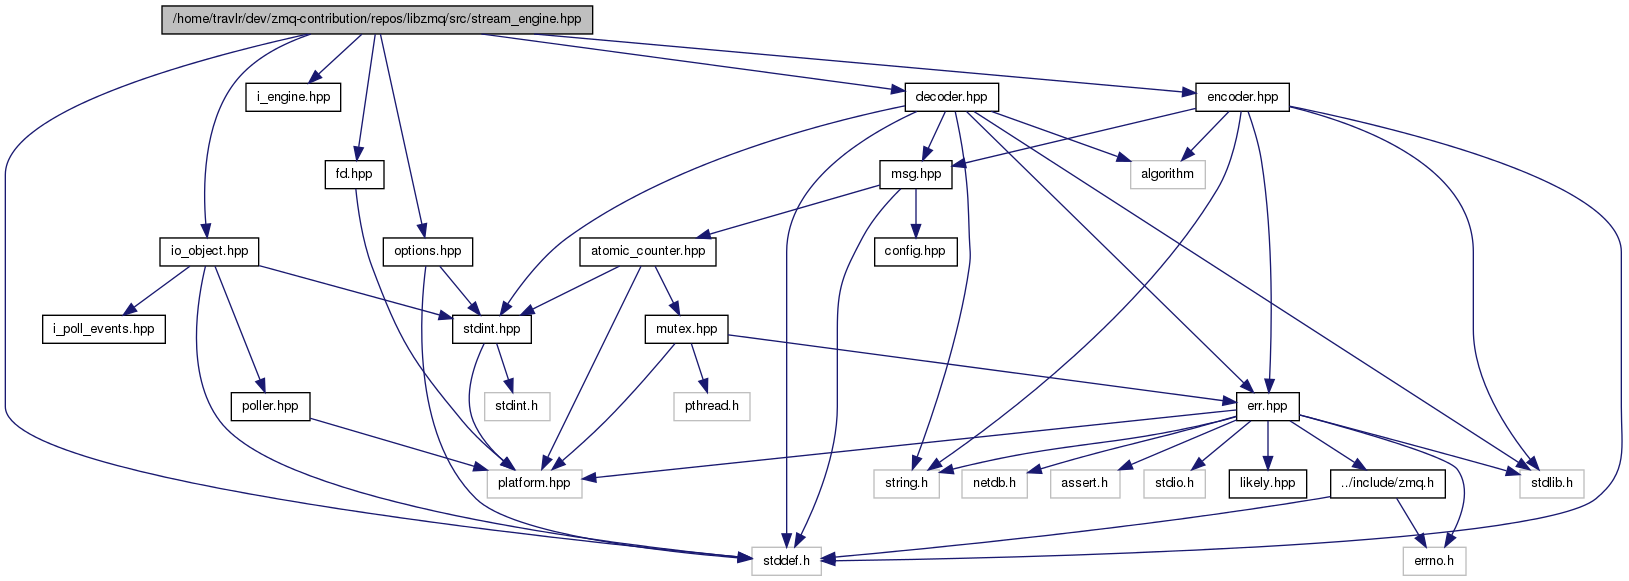 /home/travlr/dev/zmq-contribution/repos/libzmq/src/stream_engine.hpp
i_engine.hpp
decoder.hpp
encoder.hpp
fd.hpp
msg.hpp
algorithm
io_object.hpp
options.hpp
atomic_counter.hpp
config.hpp
i_poll_events.hpp
stdint.hpp
mutex.hpp
poller.hpp
stdint.h
pthread.h
err.hpp
platform.hpp
string.h
netdb.h
assert.h
stdio.h
likely.hpp
../include/zmq.h
stdlib.h
stddef.h
errno.h